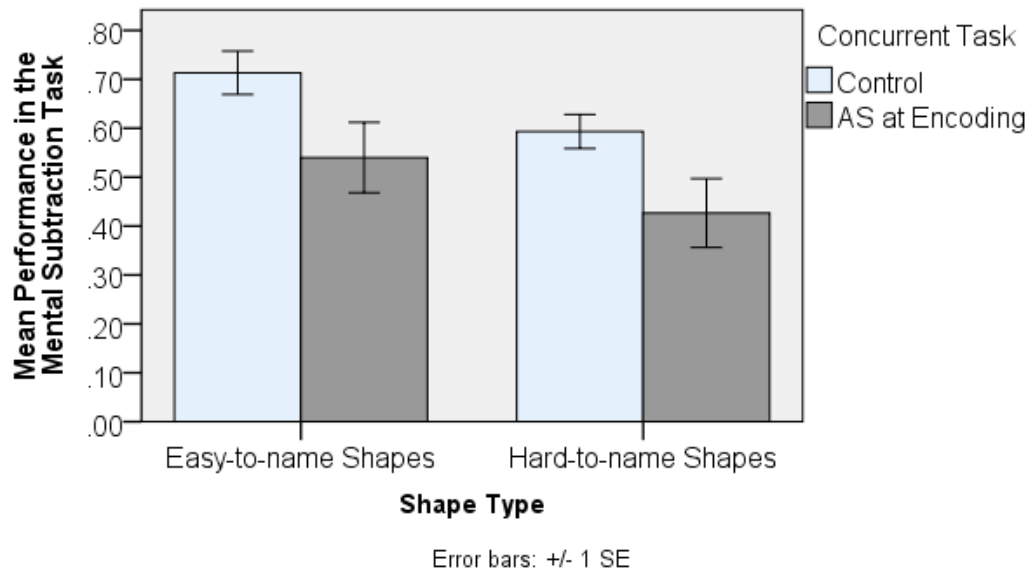 Mean Performance in the
Mental Subtraction Task
.80
.70
.60
.50
.40
.30
.20
.10
.00
Easy-to-name Shapes
Hard-to-name Shapes
Shape Type
Error bars: +/- 1 SE
Concurrent Task
Control
AS at Encoding